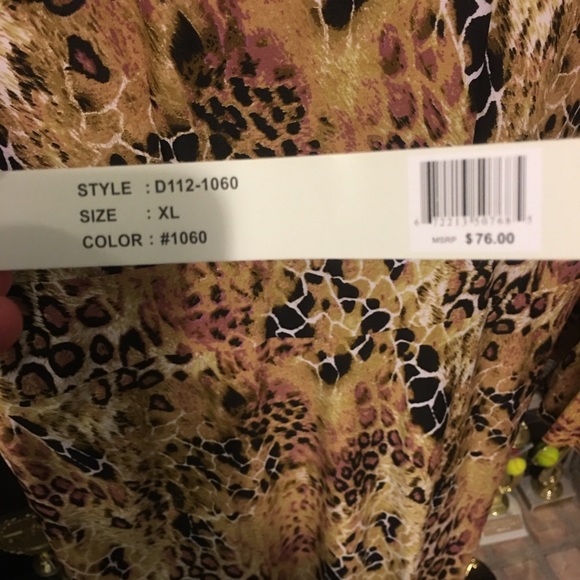 STYLE : D112-1060
SIZE : XL
COLOR : #1060
MSRP $76.00